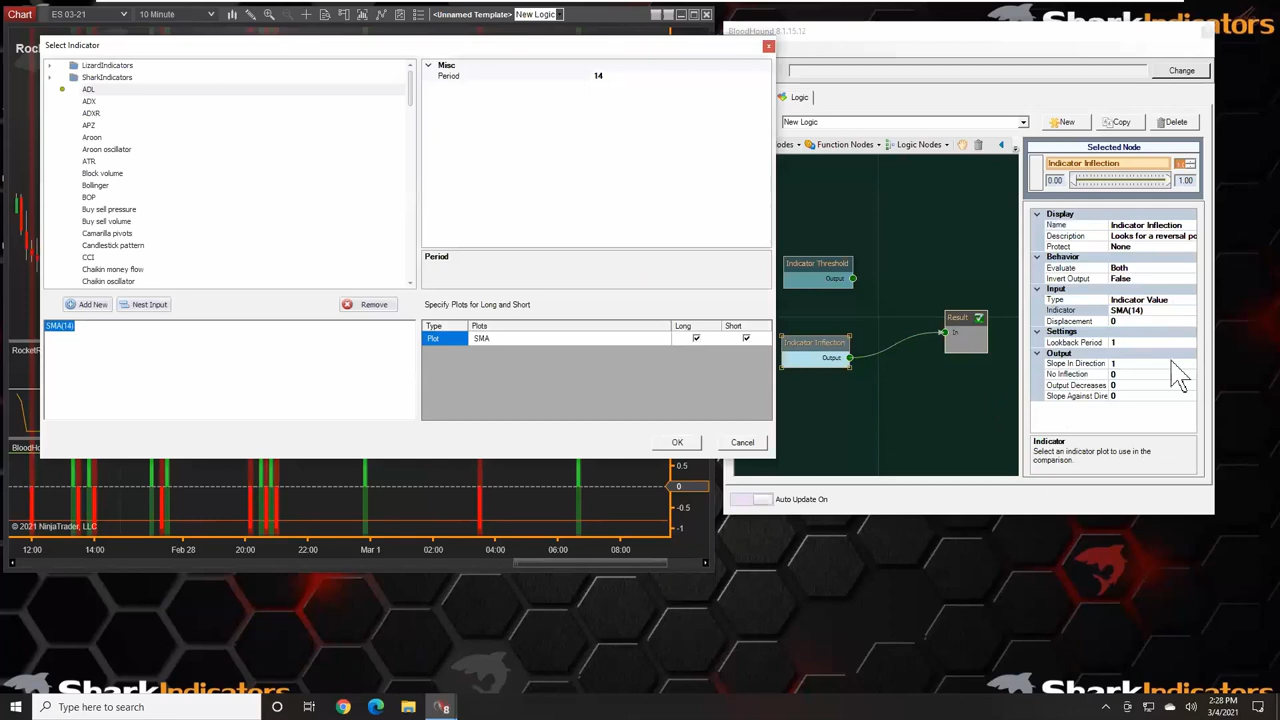 Chart
ES 03-21
10 Minute
<Unnamed Template>
New Logic
SharkIndicators
BloodHound 8.1.15.12
Select Indicator
LizardIndicators
SharkIndicators
ADL
ADX
ADXR
APZ
Aroon
Aroon oscillator
ATR
Block volume
Bollinger
BOP
Buy sell pressure
Buy sell volume
Camarilla pivots
Candlestick pattern
CCI
Chaikin money flow
Chaikin oscillator
Misc
Period 14
Period
Add New
Nest Input
Remove
Specify Plots for Long and Short
SMA(14)
Type Plots Long Short
Plot SMA
OK
Cancel
Change
Logic
New Logic
New
Copy
Delete
Function Nodes
Logic Nodes
Indicator Threshold
Output
Indicator Inflection
Output
Result
In
Selected Node
Indicator Inflection
0.00
1.00
Display
Name Indicator Inflection
Description Looks for a reversal po
Protect None
Behavior
Evaluate Both
Invert Output False
Input
Type Indicator Value
Indicator SMA(14)
Displacement 0
Settings
Lookback Period 1
Output
Slope In Direction 1
No Inflection 0
Output Decreases 0
Slope Against Dire 0
Indicator
Select an indicator plot to use in the
comparison.
Auto Update On
0.5
0
-0.5
-1
© 2021 NinjaTrader, LLC
12:00 14:00 Feb 28 20:00 22:00 Mar 1 02:00 04:00 06:00 08:00
SharkIndicators
SharkIndicators
Type here to search
8
2:28 PM
3/4/2021